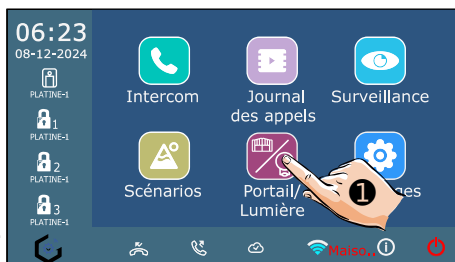 06:23
08-12-2024
PLATINE-1
1
PLATINE-1
2
PLATINE-1
3
PLATINE-1
Intercom
Journal
des appels
Surveillance
Scénarios
Portail/
Lumière
1
Maiso..